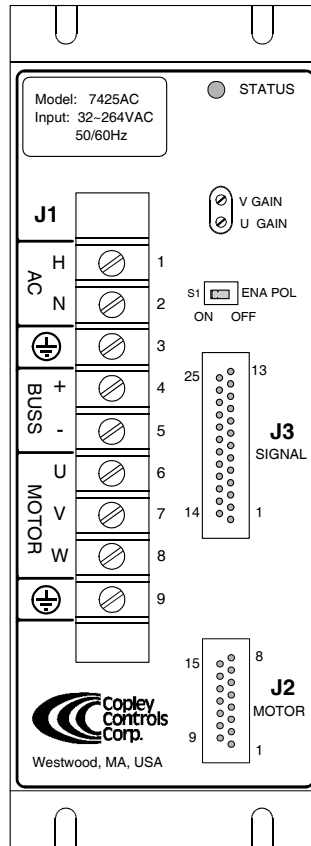 Model: 7425AC
Input: 32~264VAC
50/60Hz
STATUS
V GAIN
U GAIN
J1
AC
H 1
N 2
3
BUSS
+ 4
- 5
MOTOR
U 6
V 7
W 8
9
S1 ENA POL
ON OFF
25 13
J3
SIGNAL
14 1
15 8
J2
MOTOR
9 1
Copley
Controls
Corp.
Westwood, MA, USA